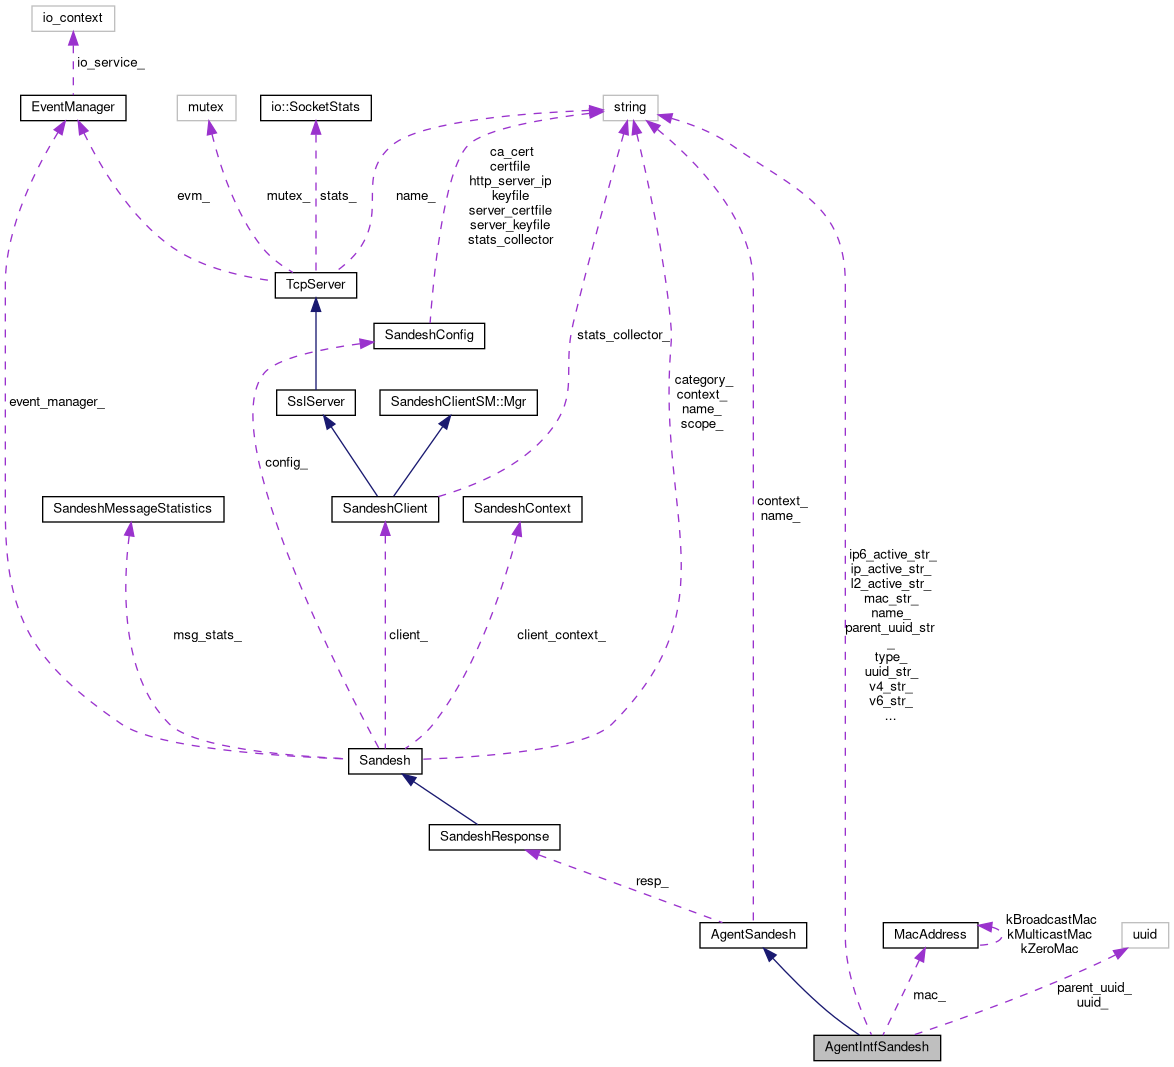 io_context
io_service_
EventManager
mutex
io::SocketStats
string
ca_cert
certfile
http_server_ip
keyfile
server_certfile
server_keyfile
stats_collector
evm_
mutex_
stats_
name_
TcpServer
SandeshConfig
stats_collector_
event_manager_
SslServer
SandeshClientSM::Mgr
category_
context_
name_
scope_
config_
SandeshMessageStatistics
SandeshClient
SandeshContext
context_
name_
ip6_active_str_
ip_active_str_
l2_active_str_
mac_str_
name_
parent_uuid_str
_
type_
uuid_str_
v4_str_
v6_str_
...
msg_stats_
client_
client_context_
Sandesh
SandeshResponse
resp_
AgentSandesh
MacAddress
kBroadcastMac
kMulticastMac
kZeroMac
uuid
mac_
parent_uuid_
uuid_
AgentIntfSandesh